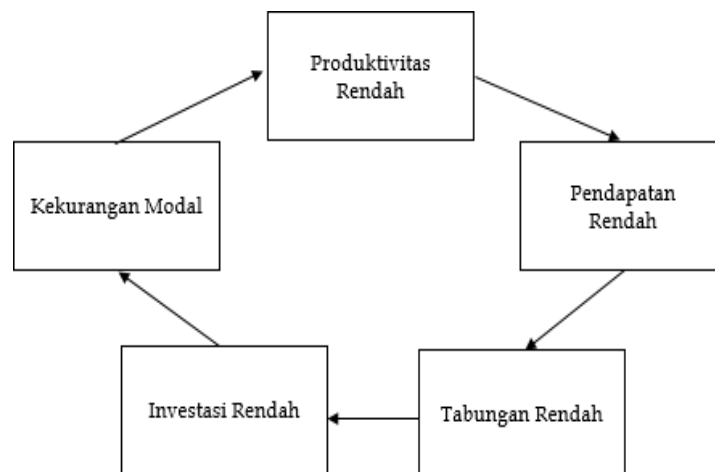 Produktivitas
Rendah
Kekurangan Modal
Pendapatan
Rendah
Investasi Rendah
Tabungan Rendah